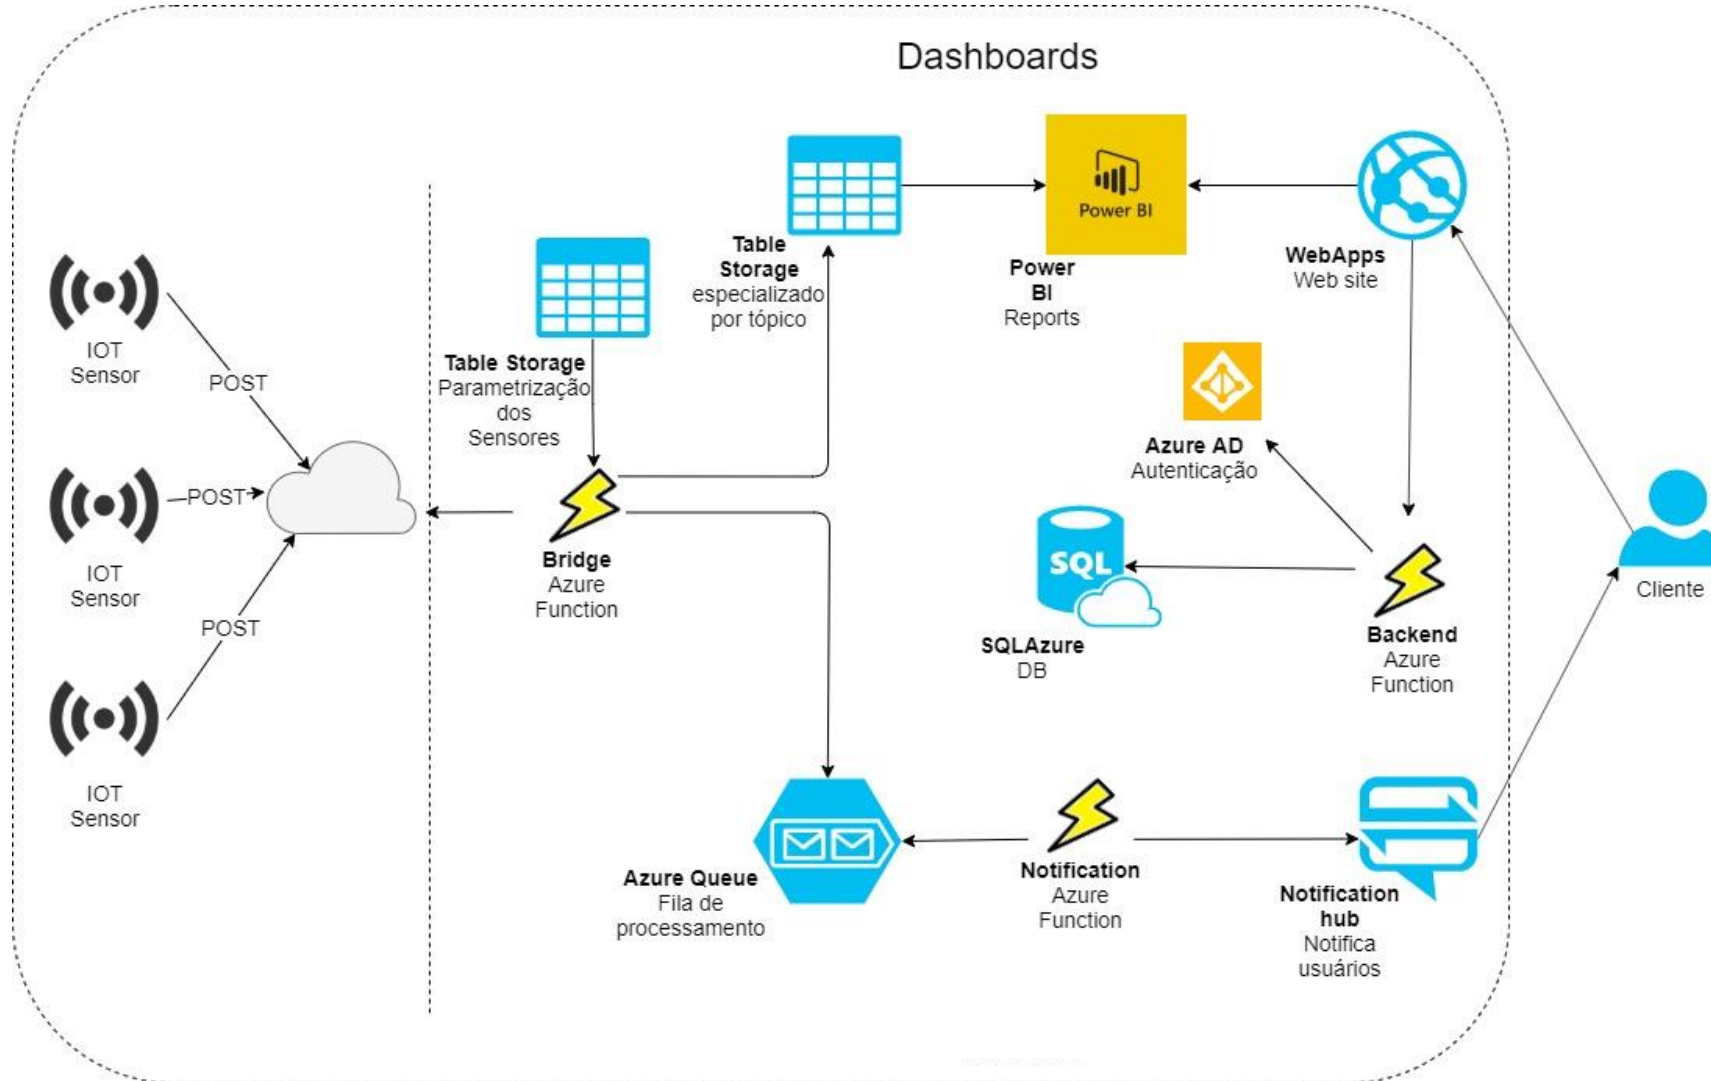 Dashboards
Power BI
Table
Storage
especializado
por tópico
Power
BI
Reports
WebApps
Web site
IOT
Sensor
POST
Table Storage
Parametrização
dos
Sensores
Azure AD
Autenticação
POST
IOT
Sensor
Bridge
Azure
Function
SQL
SQLAzure
DB
Backend
Azure
Function
Cliente
POST
IOT
Sensor
Azure Queue
Fila de
processamento
Notification
Azure
Function
Notification
hub
Notifica
usuários